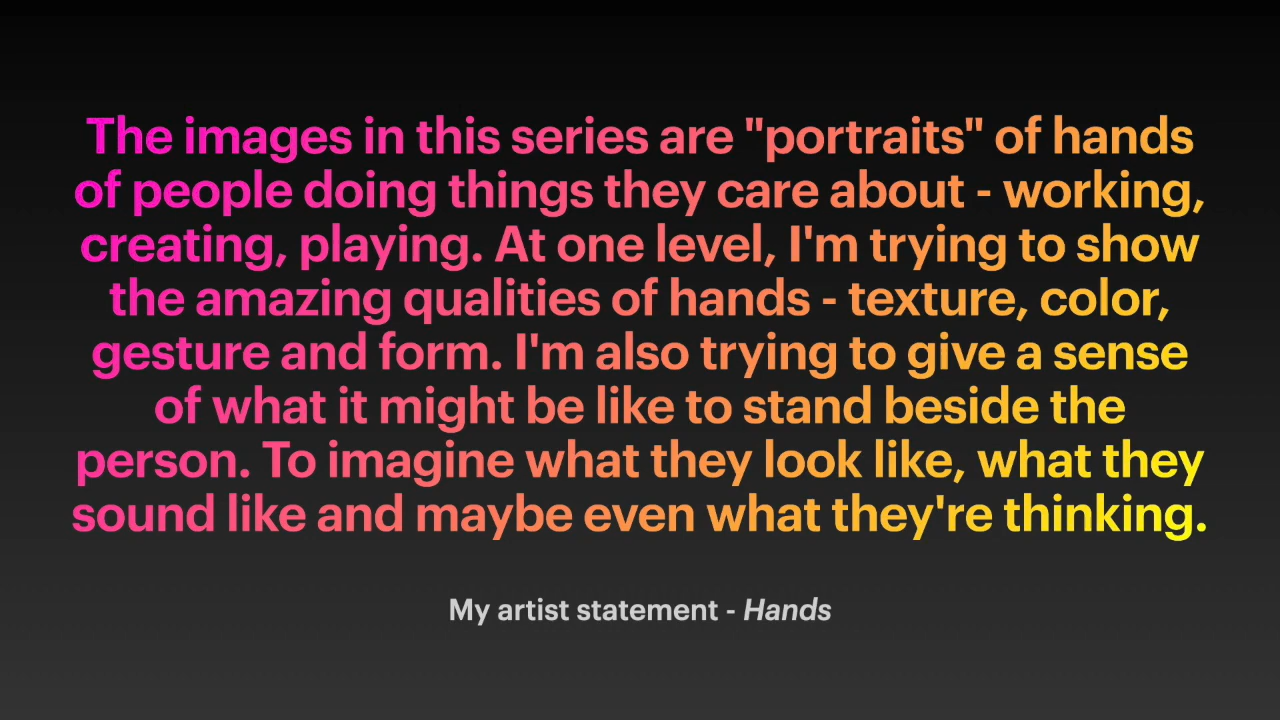 The images in this series are "portraits" of hands
of people doing things they care about - working,
creating, playing. At one level, I'm trying to show
the amazing qualities of hands - texture, color,
gesture and form. I'm also trying to give a sense
of what it might be like to stand beside the
person. To imagine what they look like, what they
sound like and maybe even what they're thinking.
My artist statement - Hands